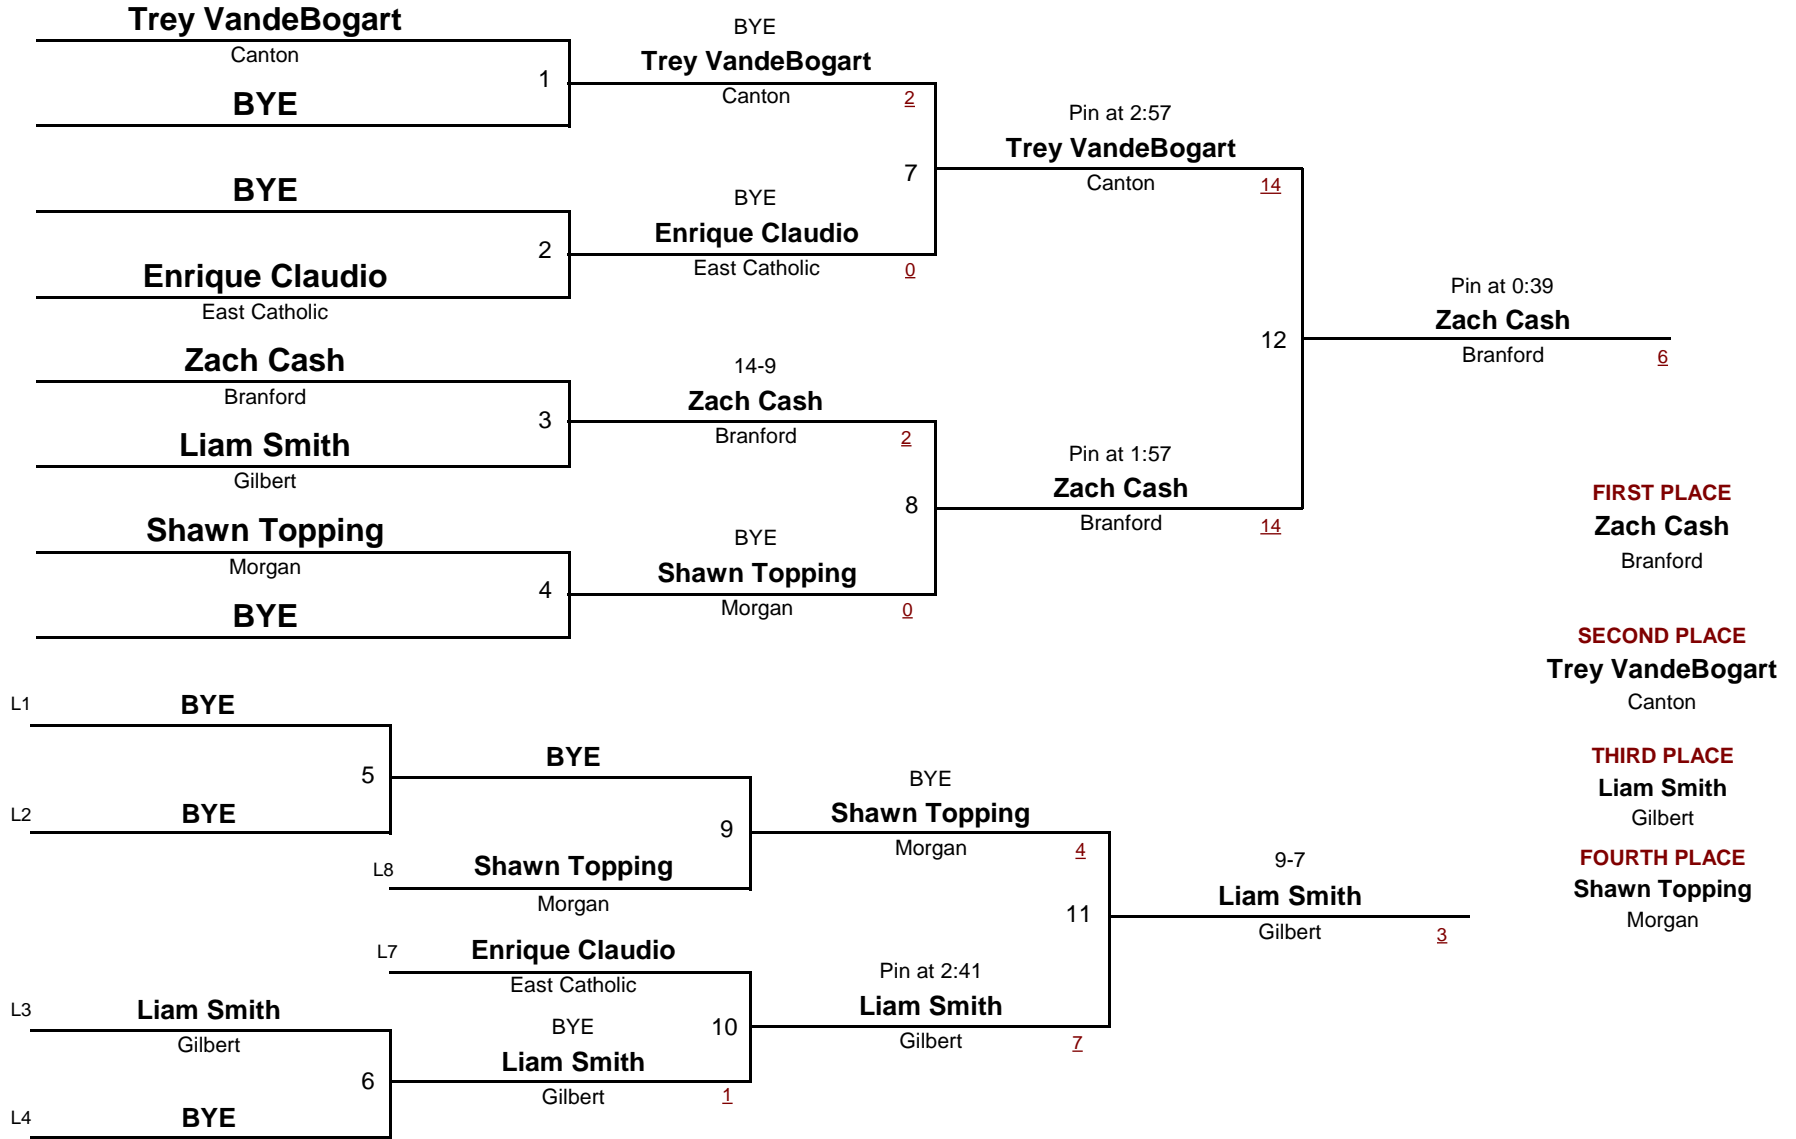 Trey VandeBogart
Canton
1
BYE
BYE
2
Enrique Claudio
East Catholic
Zach Cash
Branford
3
Liam Smith
Gilbert
Shawn Topping
Morgan
4
BYE
BYE
Trey VandeBogart
Canton
2
7
BYE
Enrique Claudio
East Catholic
0
14-9
Zach Cash
Branford
2
8
BYE
Shawn Topping
Morgan
0
Pin at 2:57
Trey VandeBogart
Canton
14
12
Pin at 1:57
Zach Cash
Branford
14
Pin at 0:39
Zach Cash
Branford
6
FIRST PLACE
Zach Cash
Branford
SECOND PLACE
Trey VandeBogart
Canton
THIRD PLACE
Liam Smith
Gilbert
FOURTH PLACE
Shawn Topping
Morgan
L1
BYE
5
L2
BYE
BYE
9
L8
Shawn Topping
Morgan
L7
Enrique Claudio
East Catholic
L3
Liam Smith
Gilbert
6
L4
BYE
BYE
10
Liam Smith
Gilbert
1
BYE
Shawn Topping
Morgan
4
11
Pin at 2:41
Liam Smith
Gilbert
7
9-7
Liam Smith
Gilbert
3